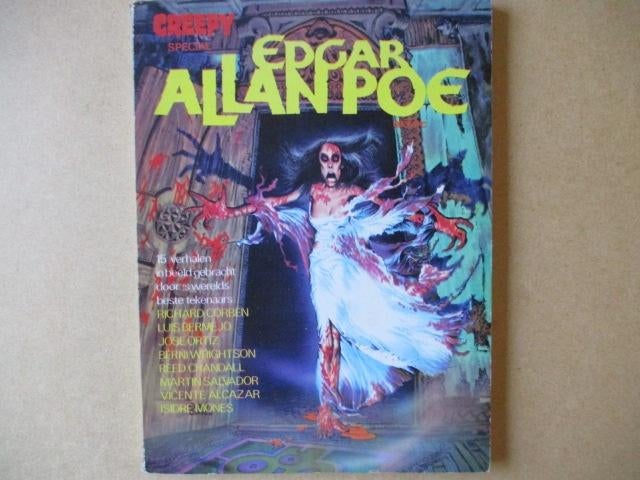 CREEPY
SPECIAL
EDGAR
ALLAN POE
15 verhalen
in beeld gebracht
door 's werelds
beste tekenaars
RICHARD CORBEN
LUIS BERMEJO
JOSE ORTIZ
BERNI WRIGHTSON
REED CRANDALL
MARTIN SALVADOR
VICENTE ALCAZAR
ISIDRE MONES